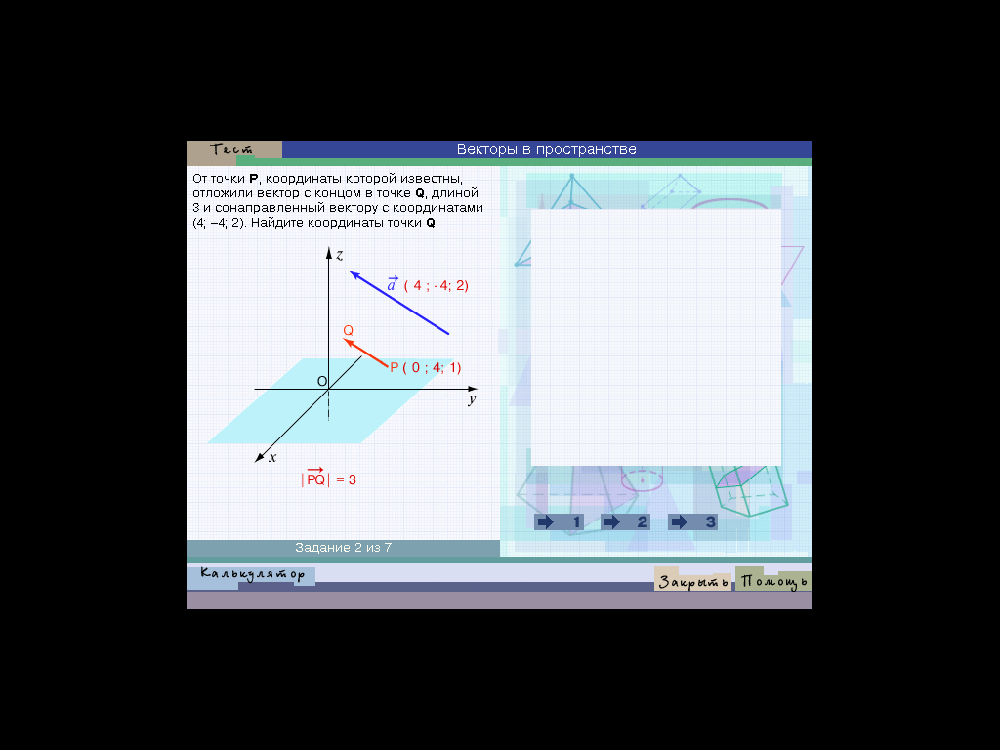 Тест
Векторы в пространстве
От точки P, координаты которой известны,
отложили вектор с концом в точке Q, длиной
3 и сонаправленный вектору с координатами
(4; –4; 2). Найдите координаты точки Q.
z
a ( 4 ; -4; 2)
Q
P ( 0 ; 4; 1)
O
y
x
|PQ| = 3
1 2 3
Задание 2 из 7
Калькулятор
Закрыть Помощь